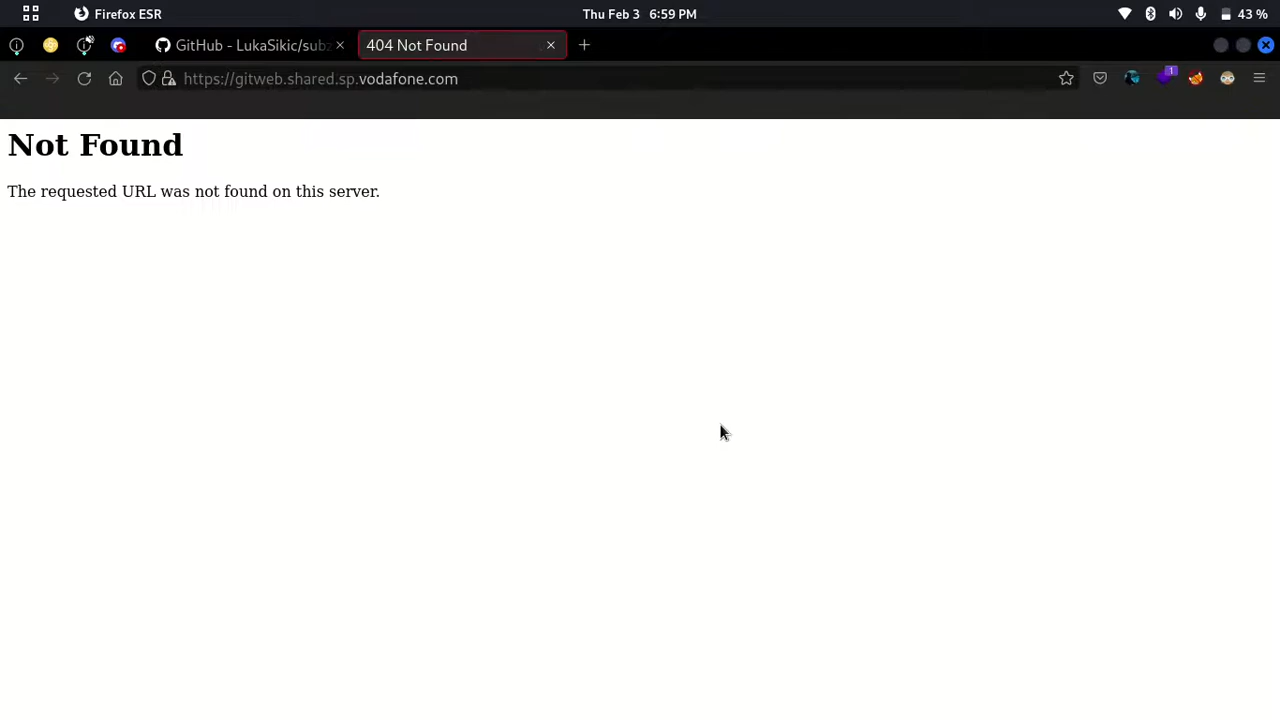 Firefox ESR
Thu Feb 3 6:59 PM
43 %
GitHub - LukaSikic/sub
404 Not Found
https://gitweb.shared.sp.vodafone.com
1
Not Found
The requested URL was not found on this server.